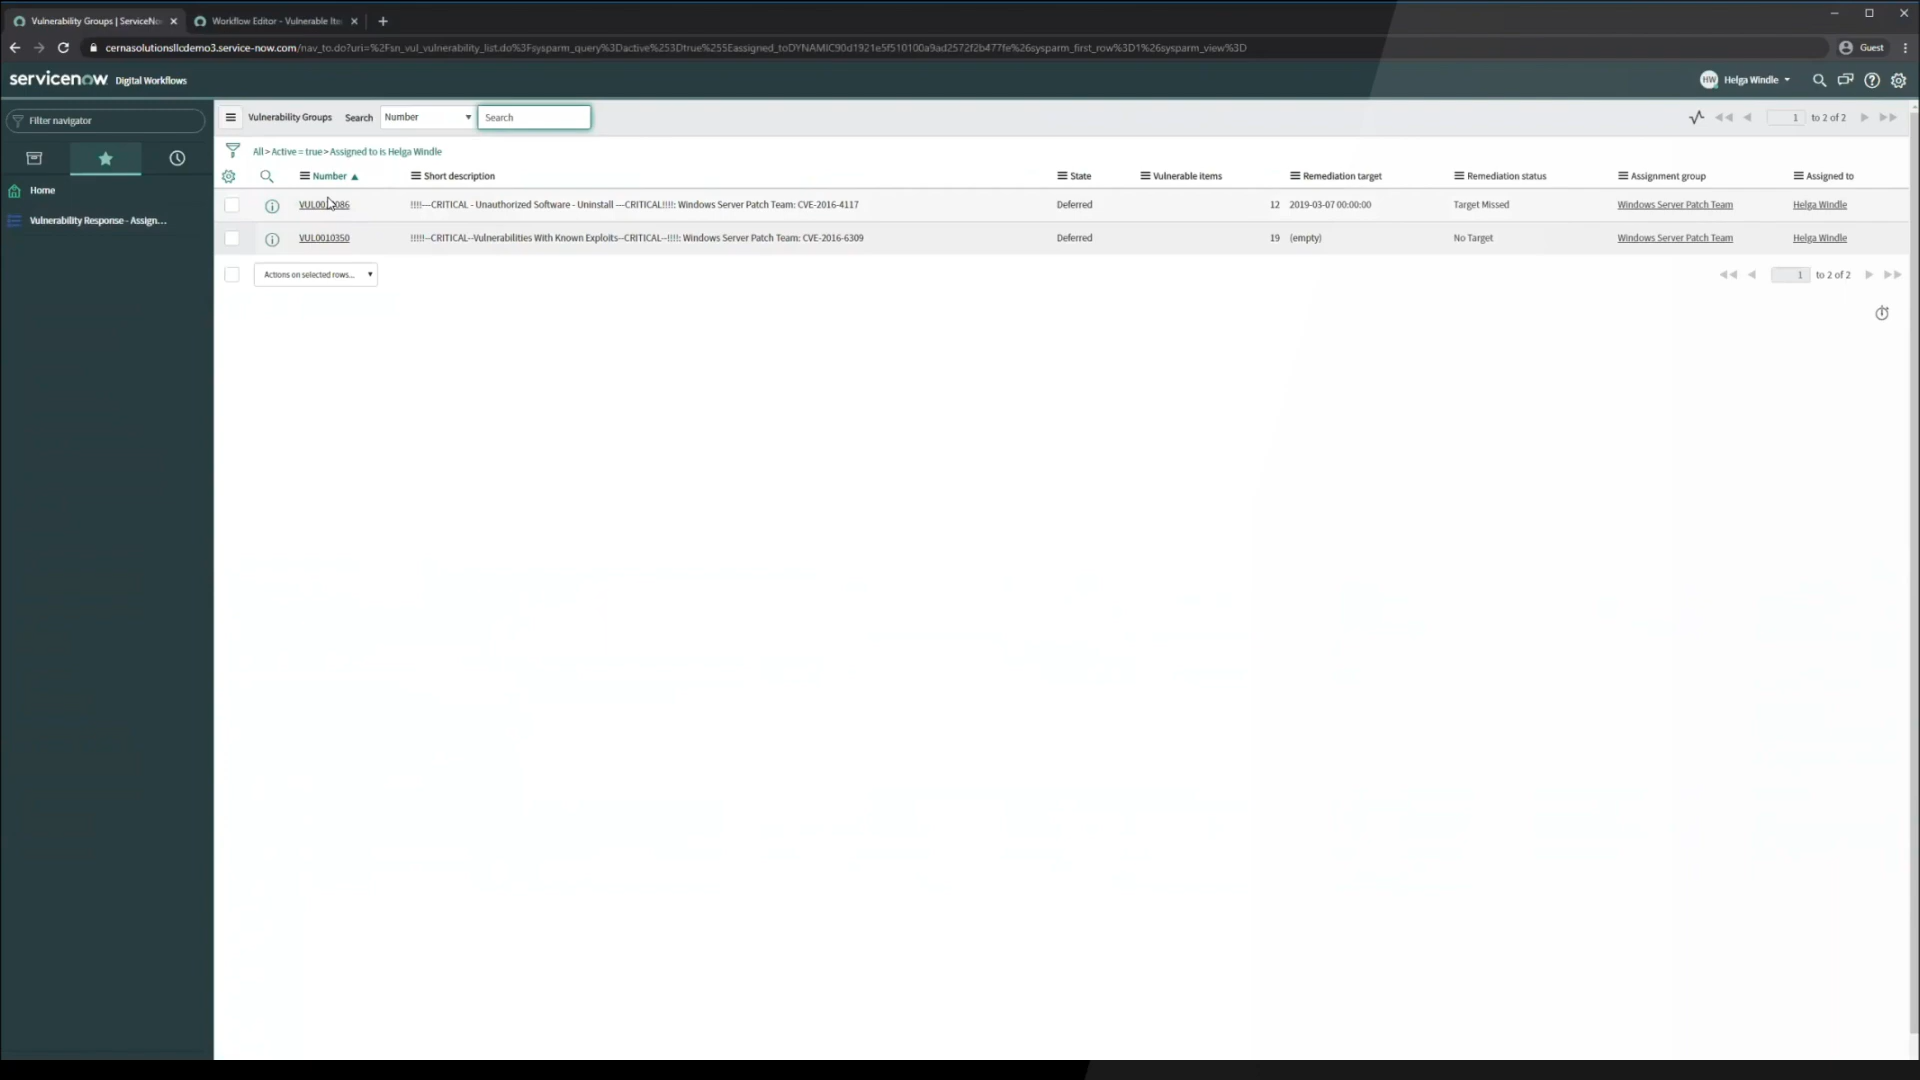 Vulnerability Groups | ServiceNo
Workflow Editor - Vulnerable Ite
cernasolutionsllcdemo3.service-now.com/nav_to.do?uri=%2Fsn_vul_vulnerability_list.do%3Fsysparm_query%3Dactive%253Dtrue%255Eassigned_toDYNAMIC90d1921e5f510100a9ad2572f2b477fe%26sysparm_first_row%3D1%26sysparm_view%3D
Guest
servicenow Digital Workflows
HW Helga Windle
Filter navigator
Home
Vulnerability Response - Assign...
Vulnerability Groups Search Number Search
1 to 2 of 2
All > Active = true > Assigned to is Helga Windle
Number Short description State Vulnerable items Remediation target Remediation status Assignment group Assigned to
!!!!---CRITICAL - Unauthorized Software - Uninstall ---CRITICAL!!!!: Windows Server Patch Team: CVE-2016-4117 Deferred 12 2019-03-07 00:00:00 Target Missed Windows Server Patch Team Helga Windle
VUL0010350 !!!!!--CRITICAL--Vulnerabilities With Known Exploits--CRITICAL--!!!!: Windows Server Patch Team: CVE-2016-6309 Deferred 19 (empty) No Target Windows Server Patch Team Helga Windle
Actions on selected rows...
1 to 2 of 2